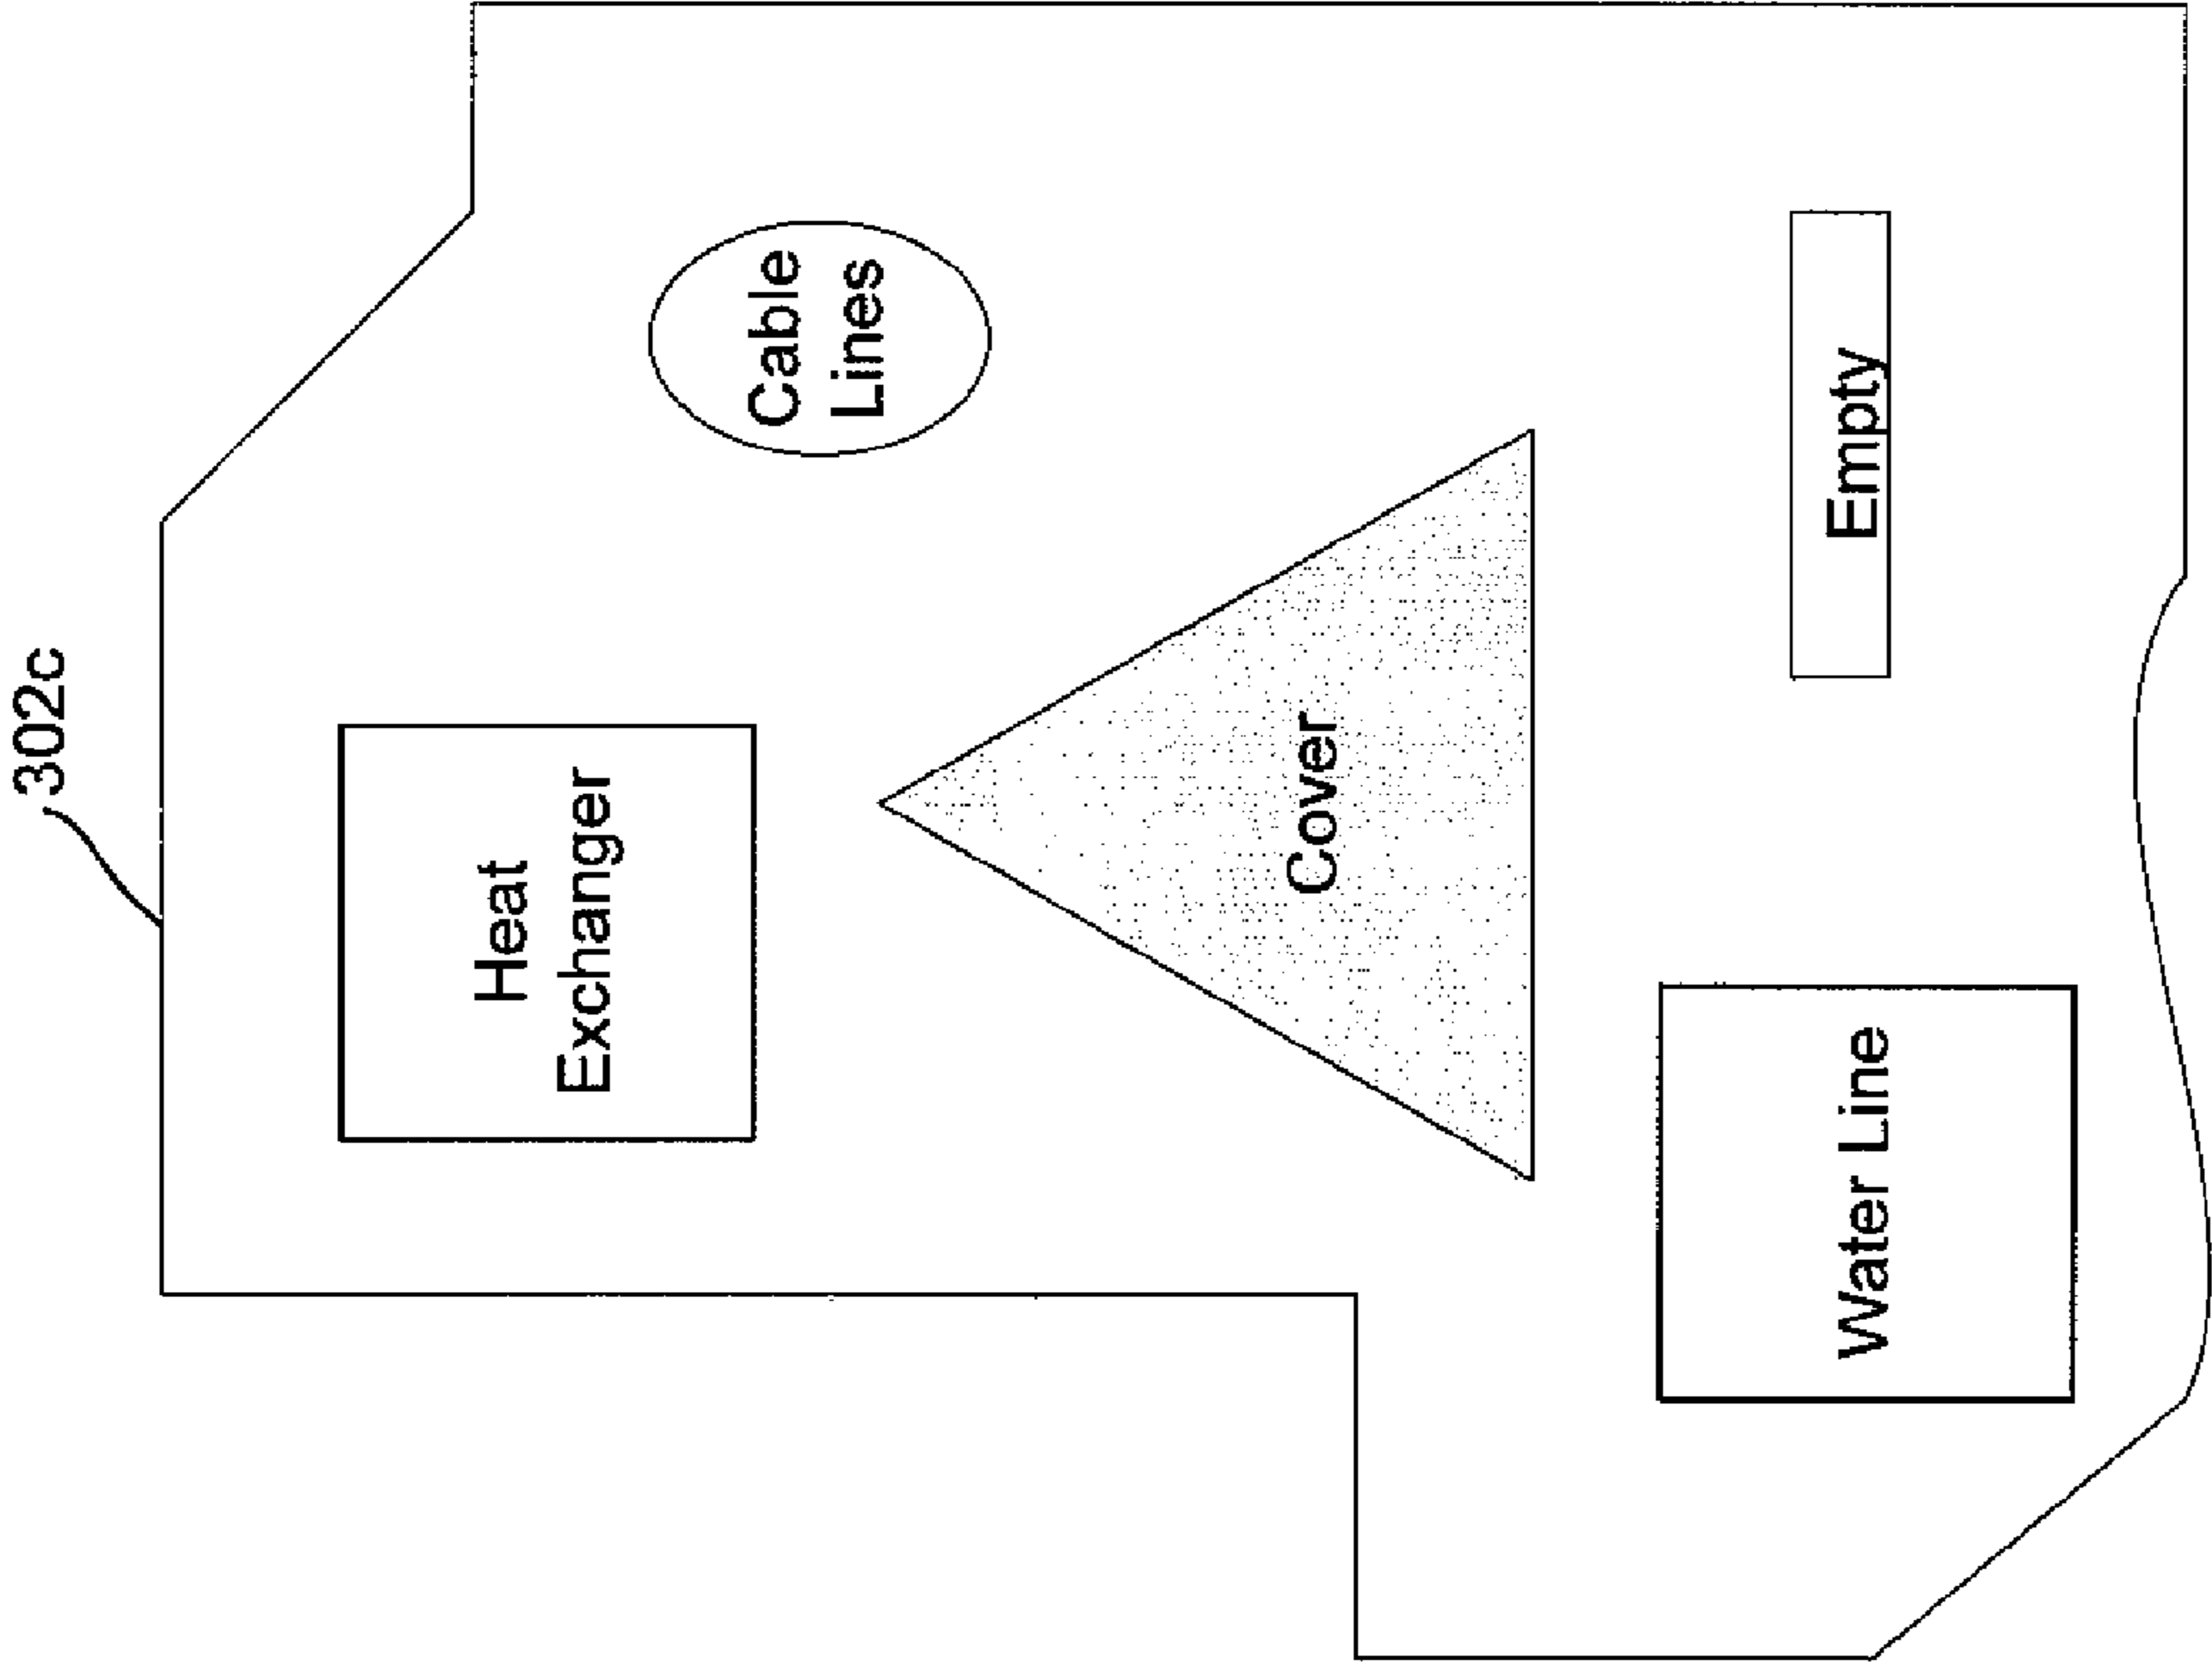 302c
Heat
Exchanger
Cable
Lines
Cover
Water Line
Empty